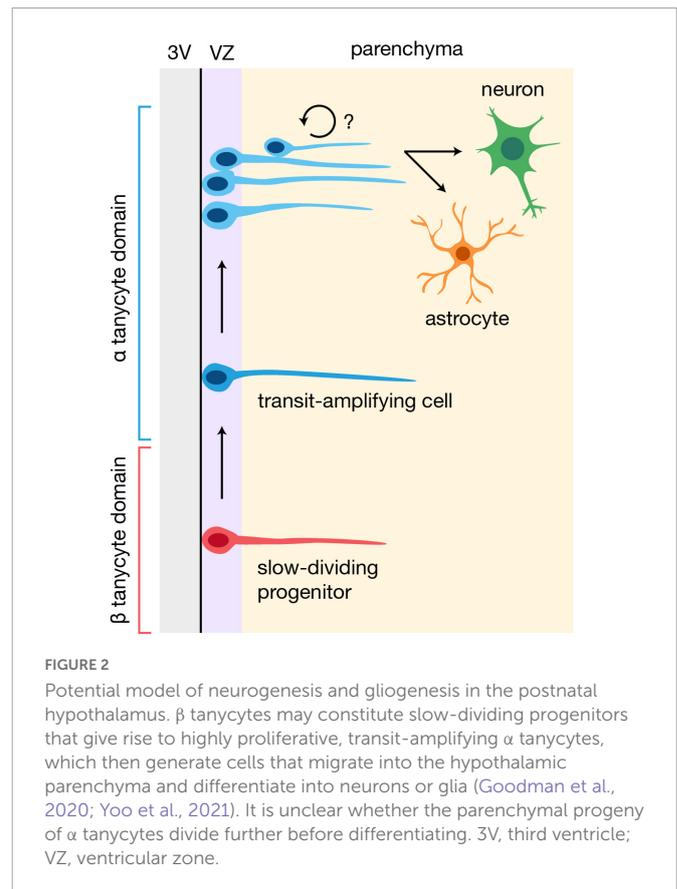 3V VZ parenchyma
neuron
?
α tanycyte domain
astrocyte
transit-amplifying cell
β tanycyte domain
slow-dividing
progenitor
FIGURE 2
Potential model of neurogenesis and gliogenesis in the postnatal
hypothalamus. β tanycytes may constitute slow-dividing progenitors
that give rise to highly proliferative, transit-amplifying α tanycytes,
which then generate cells that migrate into the hypothalamic
parenchyma and differentiate into neurons or glia (Goodman et al.,
2020; Yoo et al., 2021). It is unclear whether the parenchymal progeny
of α tanycytes divide further before differentiating. 3V, third ventricle;
VZ, ventricular zone.